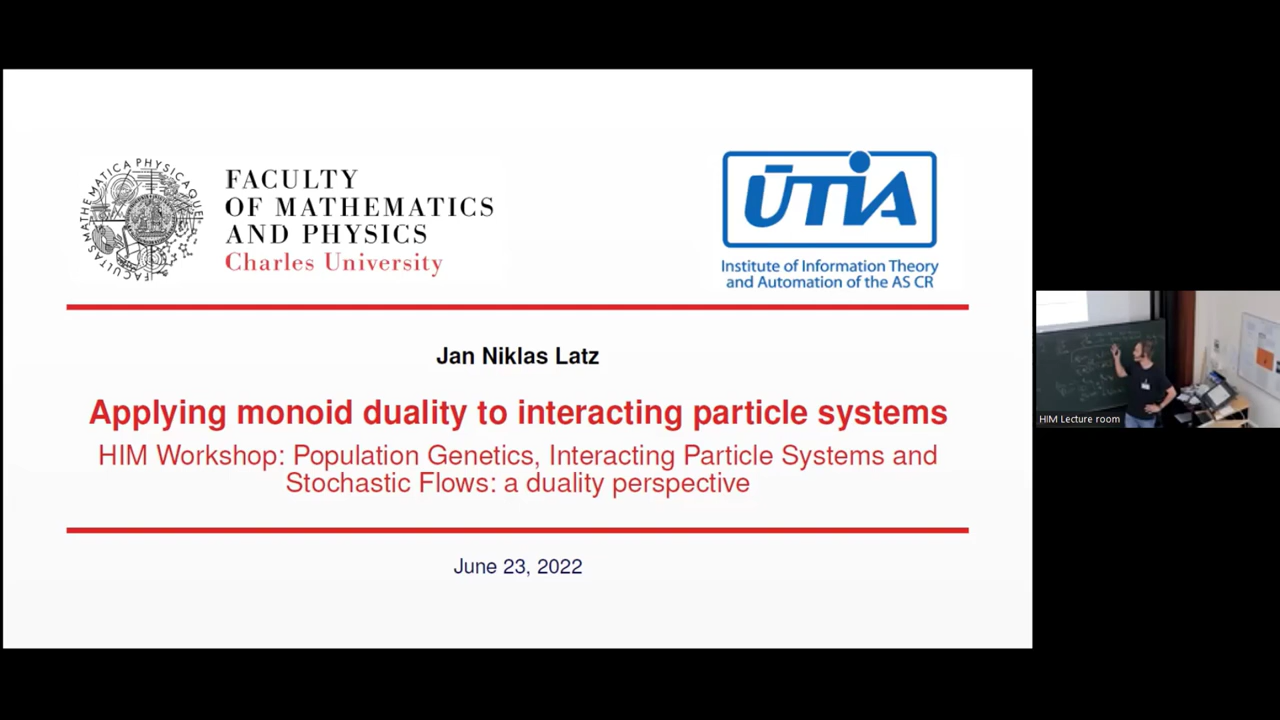 FACULTY
OF MATHEMATICS
AND PHYSICS
Charles University
ŪTIA
Institute of Information Theory
and Automation of the AS CR
Jan Niklas Latz
Applying monoid duality to interacting particle systems
HIM Workshop: Population Genetics, Interacting Particle Systems and
Stochastic Flows: a duality perspective
June 23, 2022
HIM Lecture room